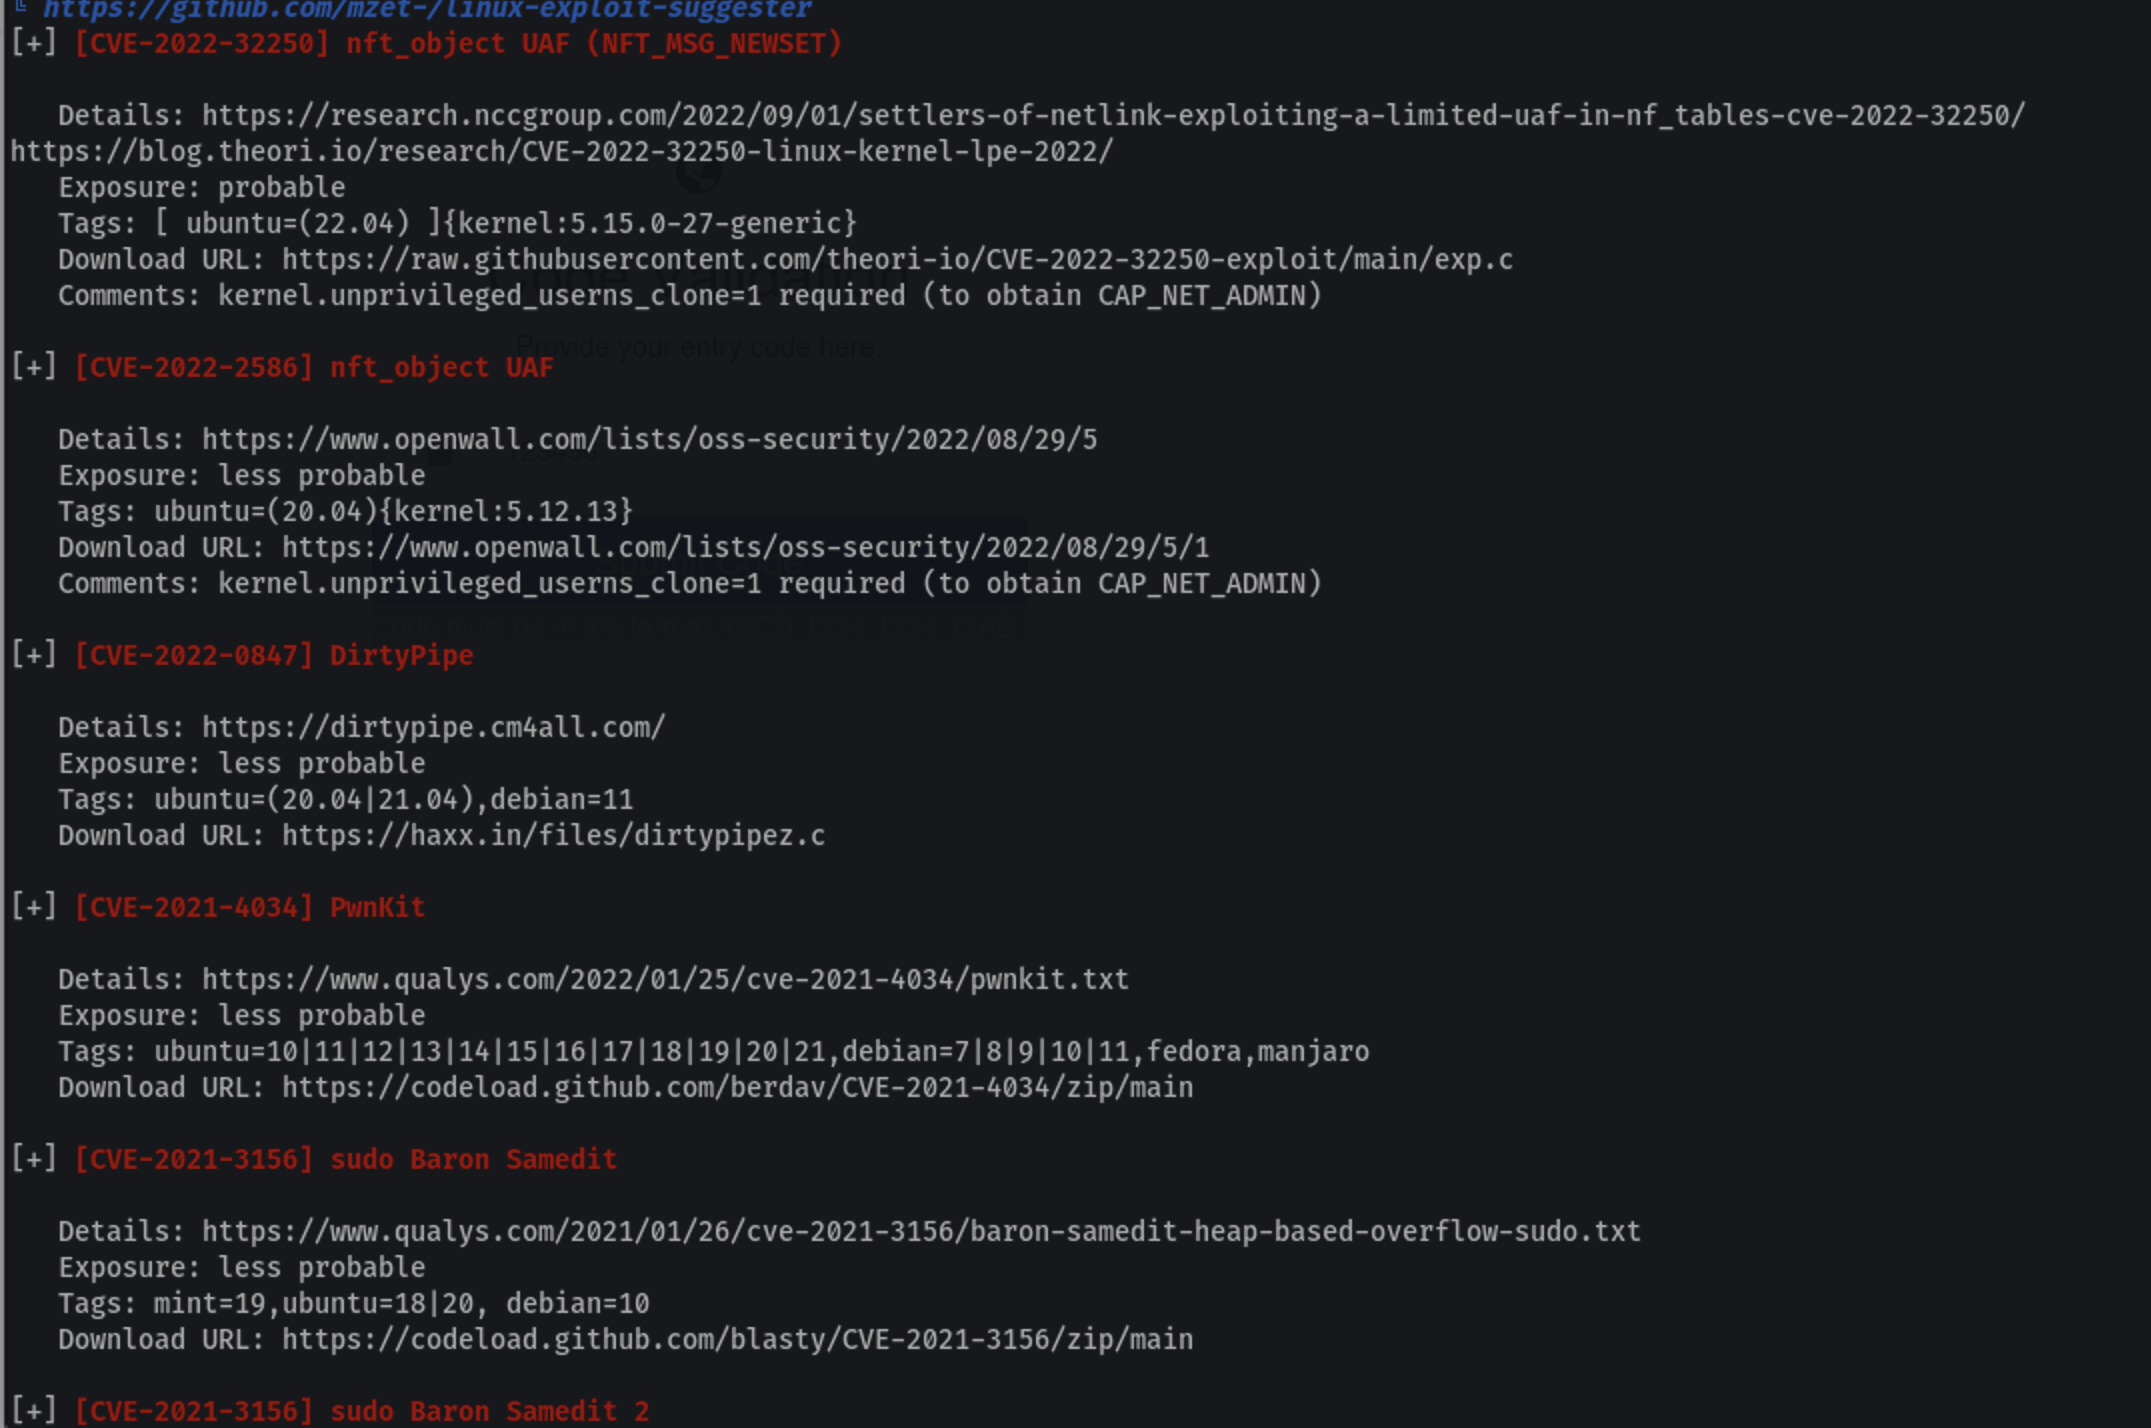 ╚ https://github.com/mzet-/linux-exploit-suggester
[+] [CVE-2022-32250] nft_object UAF (NFT_MSG_NEWSET)
Details: https://research.nccgroup.com/2022/09/01/settlers-of-netlink-exploiting-a-limited-uaf-in-nf_tables-cve-2022-32250/
https://blog.theori.io/research/CVE-2022-32250-linux-kernel-lpe-2022/
Exposure: probable
Tags: [ ubuntu=(22.04) ]{kernel:5.15.0-27-generic}
Download URL: https://raw.githubusercontent.com/theori-io/CVE-2022-32250-exploit/main/exp.c
Comments: kernel.unprivileged_userns_clone=1 required (to obtain CAP_NET_ADMIN)
Provide your entry code here.
[+] [CVE-2022-2586] nft_object UAF
Details: https://www.openwall.com/lists/oss-security/2022/08/29/5
Exposure: less probable
Tags: ubuntu=(20.04){kernel:5.12.13}
Download URL: https://www.openwall.com/lists/oss-security/2022/08/29/5/1
Submit Code
Comments: kernel.unprivileged_userns_clone=1 required (to obtain CAP_NET_ADMIN)
[+] [CVE-2022-0847] DirtyPipe
Details: https://dirtypipe.cm4all.com/
Exposure: less probable
Tags: ubuntu=(20.04|21.04),debian=11
Download URL: https://haxx.in/files/dirtypipez.c
[+] [CVE-2021-4034] PwnKit
Details: https://www.qualys.com/2022/01/25/cve-2021-4034/pwnkit.txt
Exposure: less probable
Tags: ubuntu=10|11|12|13|14|15|16|17|18|19|20|21,debian=7|8|9|10|11,fedora,manjaro
Download URL: https://codeload.github.com/berdav/CVE-2021-4034/zip/main
[+] [CVE-2021-3156] sudo Baron Samedit
Details: https://www.qualys.com/2021/01/26/cve-2021-3156/baron-samedit-heap-based-overflow-sudo.txt
Exposure: less probable
Tags: mint=19,ubuntu=18|20, debian=10
Download URL: https://codeload.github.com/blasty/CVE-2021-3156/zip/main
[+] [CVE-2021-3156] sudo Baron Samedit 2